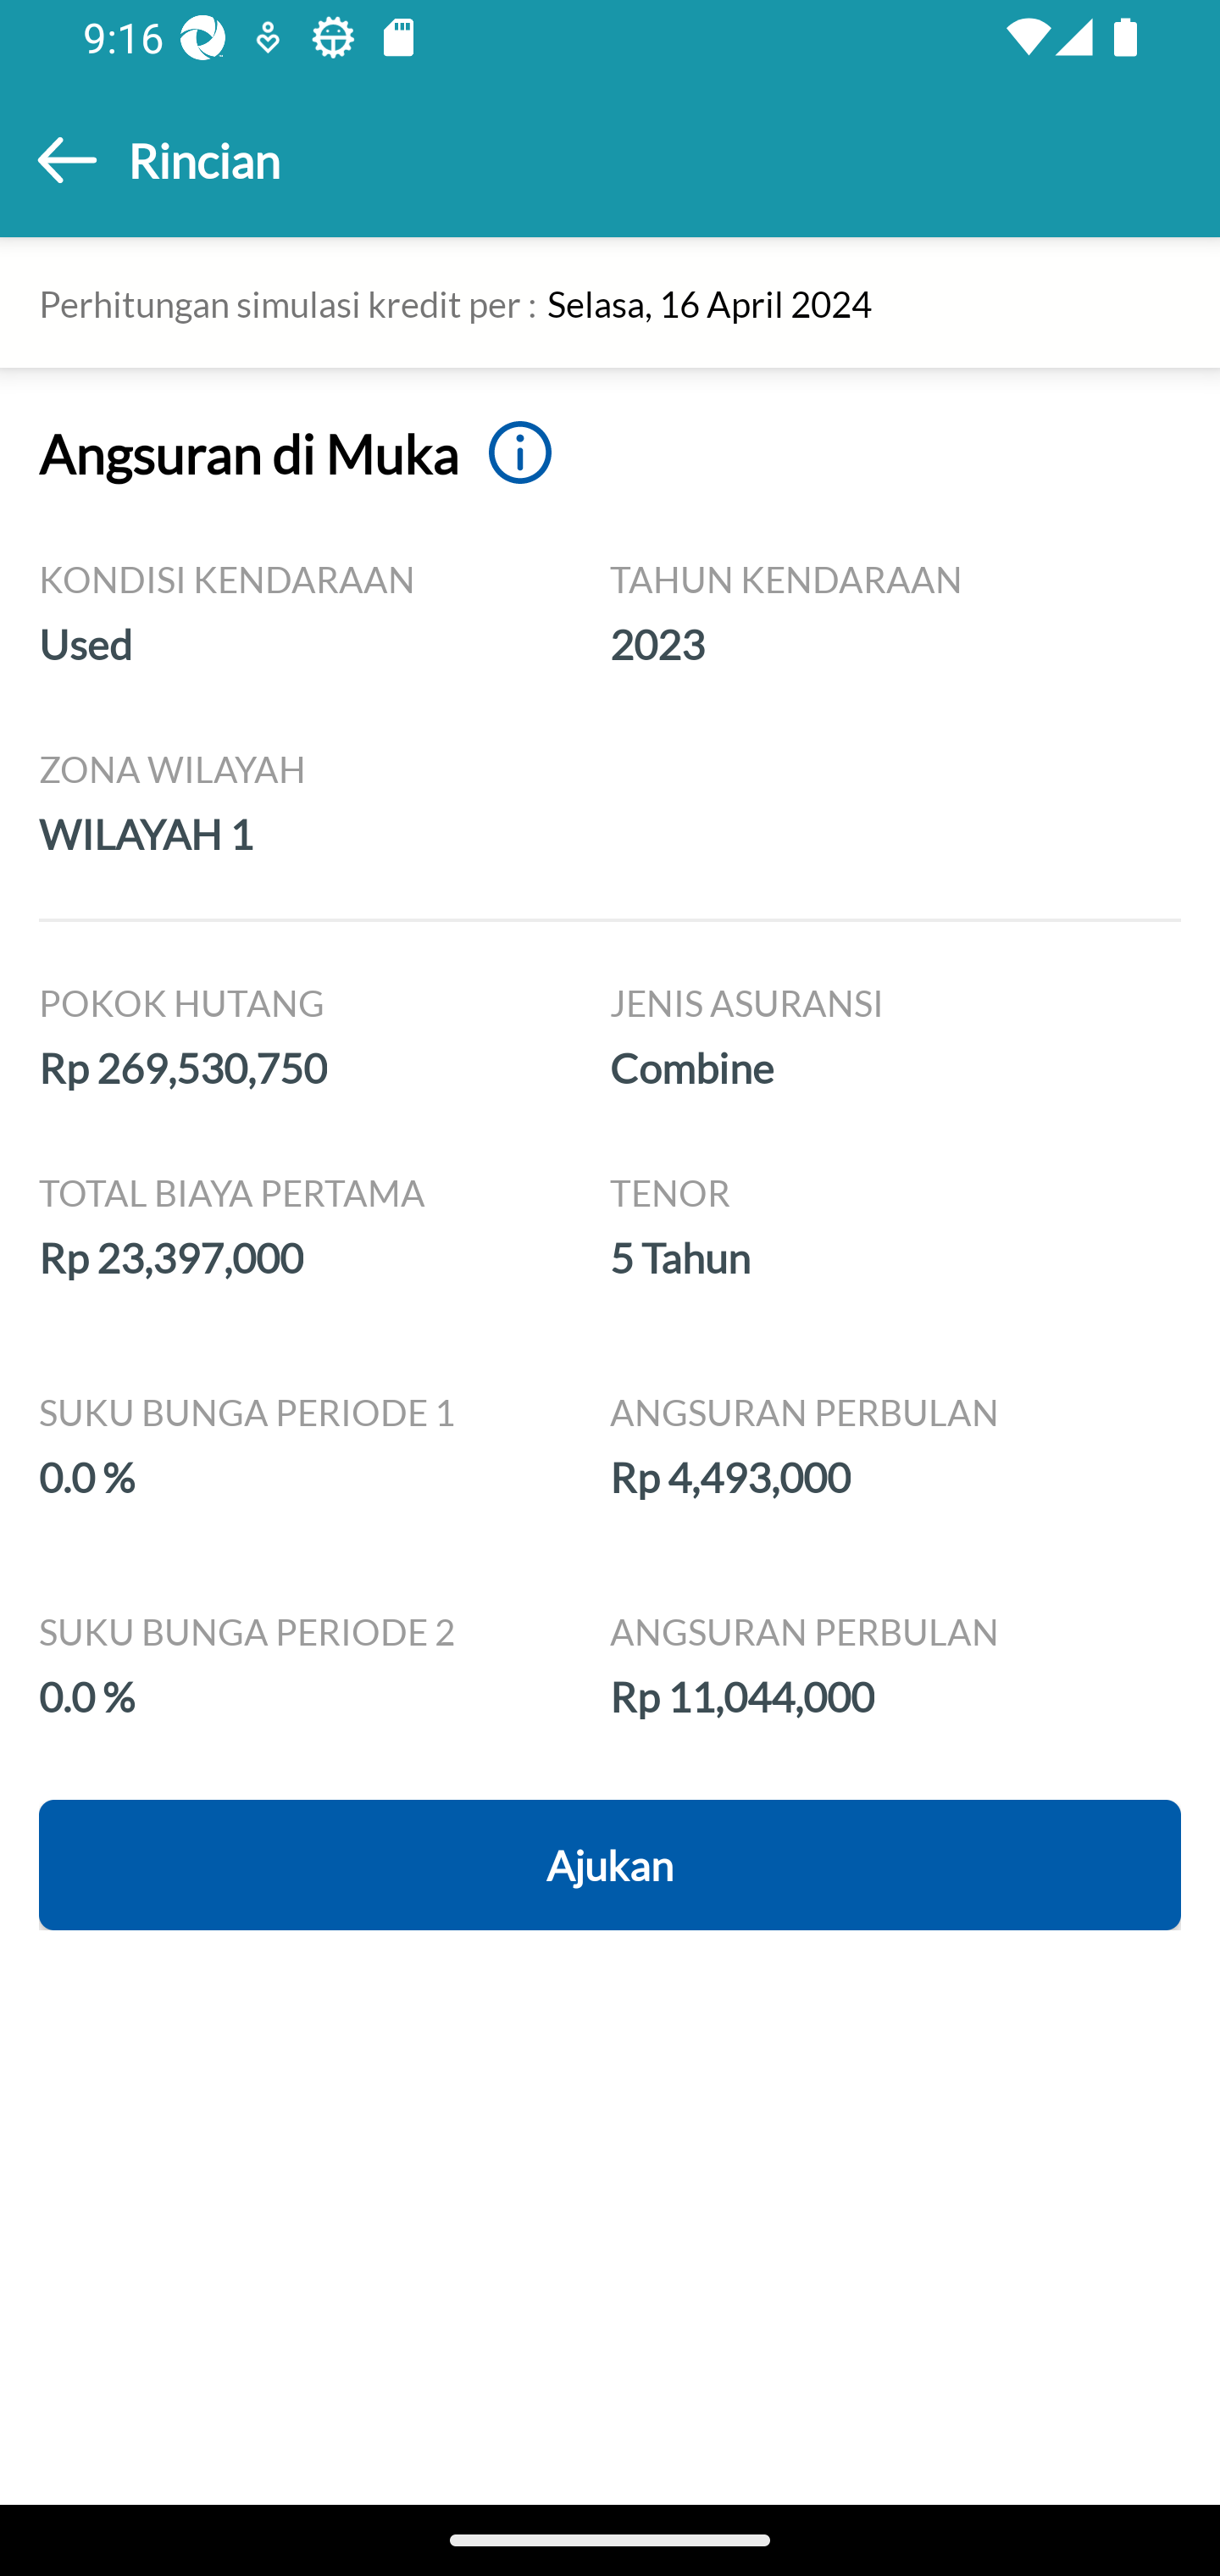 9:16
Rincian
Perhitungan simulasi kredit per : Selasa, 16 April 2024
Angsuran di Muka
KONDISI KENDARAAN
Used
TAHUN KENDARAAN
2023
ZONA WILAYAH
WILAYAH 1
POKOK HUTANG
Rp 269,530,750
JENIS ASURANSI
Combine
TOTAL BIAYA PERTAMA
Rp 23,397,000
TENOR
5 Tahun
SUKU BUNGA PERIODE 1
0.0 %
ANGSURAN PERBULAN
Rp 4,493,000
SUKU BUNGA PERIODE 2
0.0 %
ANGSURAN PERBULAN
Rp 11,044,000
Ajukan